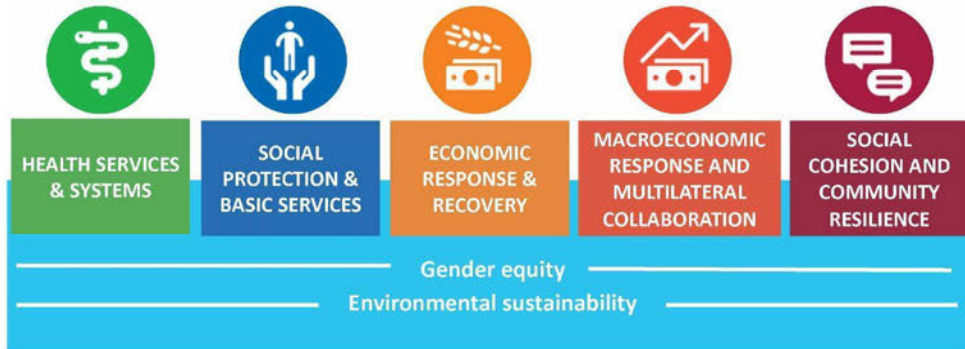 HEALTH SERVICES
& SYSTEMS
SOCIAL
PROTECTION &
BASIC SERVICES
ECONOMIC
RESPONSE &
RECOVERY
MACROECONOMIC
RESPONSE AND
MULTILATERAL
COLLABORATION
SOCIAL
COHESION AND
COMMUNITY
RESILIENCE
Gender equity
Environmental sustainability